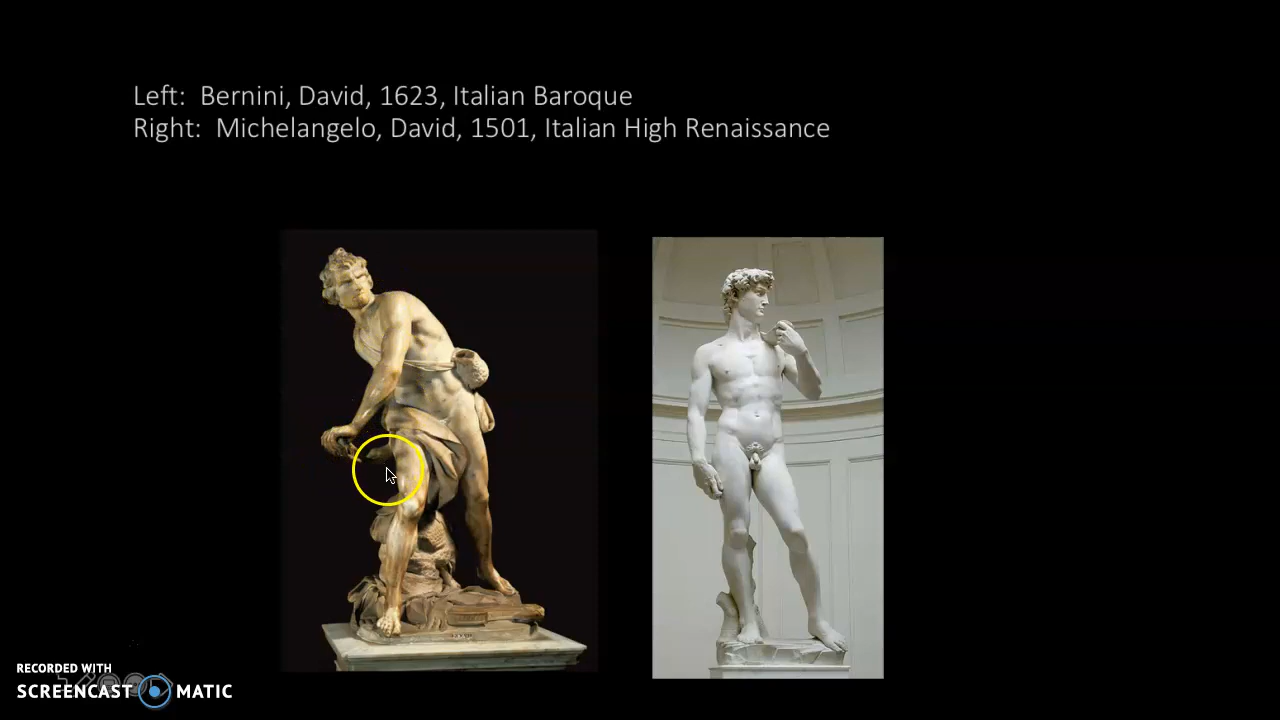 Left:  Bernini, David, 1623, Italian Baroque
Right:  Michelangelo, David, 1501, Italian High Renaissance
RECORDED WITH
SCREENCAST MATIC